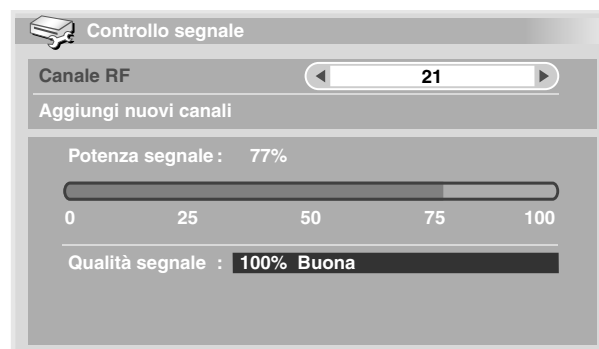 Controllo segnale
Canale RF 21
Aggiungi nuovi canali
Potenza segnale : 77%
0 25 50 75 100
Qualità segnale : 100% Buona